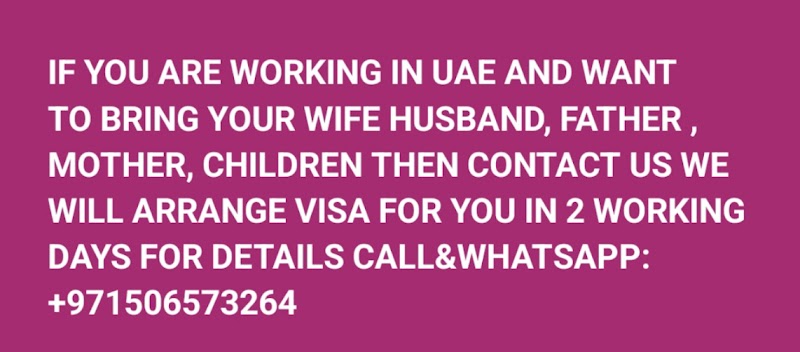 IF YOU ARE WORKING IN UAE AND WANT
TO BRING YOUR WIFE HUSBAND, FATHER ,
MOTHER, CHILDREN THEN CONTACT US WE
WILL ARRANGE VISA FOR YOU IN 2 WORKING
DAYS FOR DETAILS CALL&WHATSAPP:
+971506573264